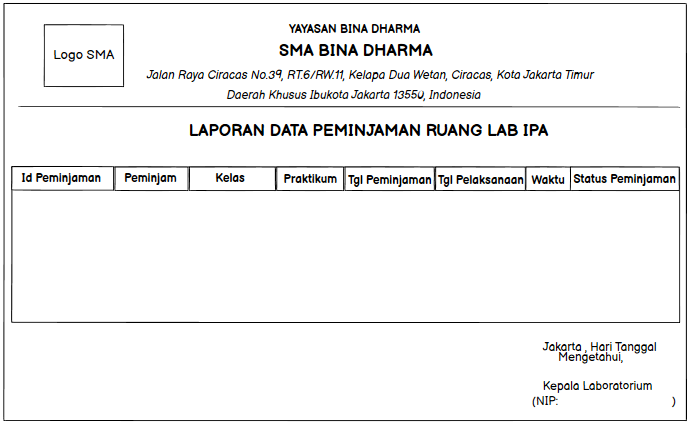 Logo SMA
YAYASAN BINA DHARMA
SMA BINA DHARMA
Jalan Raya Ciracas No.39, RT.6/RW.11, Kelapa Dua Wetan, Ciracas, Kota Jakarta Timur
Daerah Khusus Ibukota Jakarta 13550, Indonesia
LAPORAN DATA PEMINJAMAN RUANG LAB IPA
Id Peminjaman Peminjam Kelas Praktikum Tgl Peminjaman Tgl Pelaksanaan Waktu Status Peminjaman
Jakarta , Hari Tanggal
Mengetahui,
Kepala Laboratorium
(NIP: )